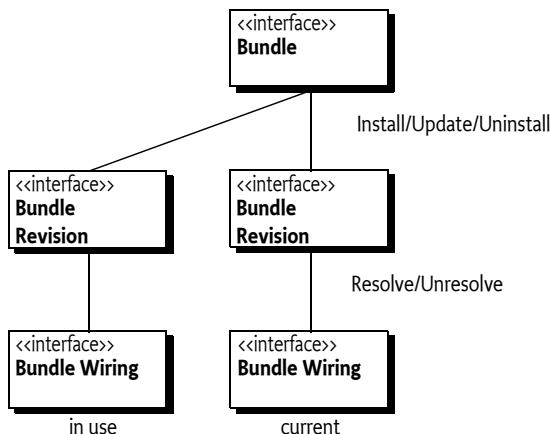 <<interface>>
Bundle
Install/Update/Uninstall
<<interface>>
Bundle
Revision
<<interface>>
Bundle
Revision
Resolve/Unresolve
<<interface>>
Bundle Wiring
<<interface>>
Bundle Wiring
in use
current